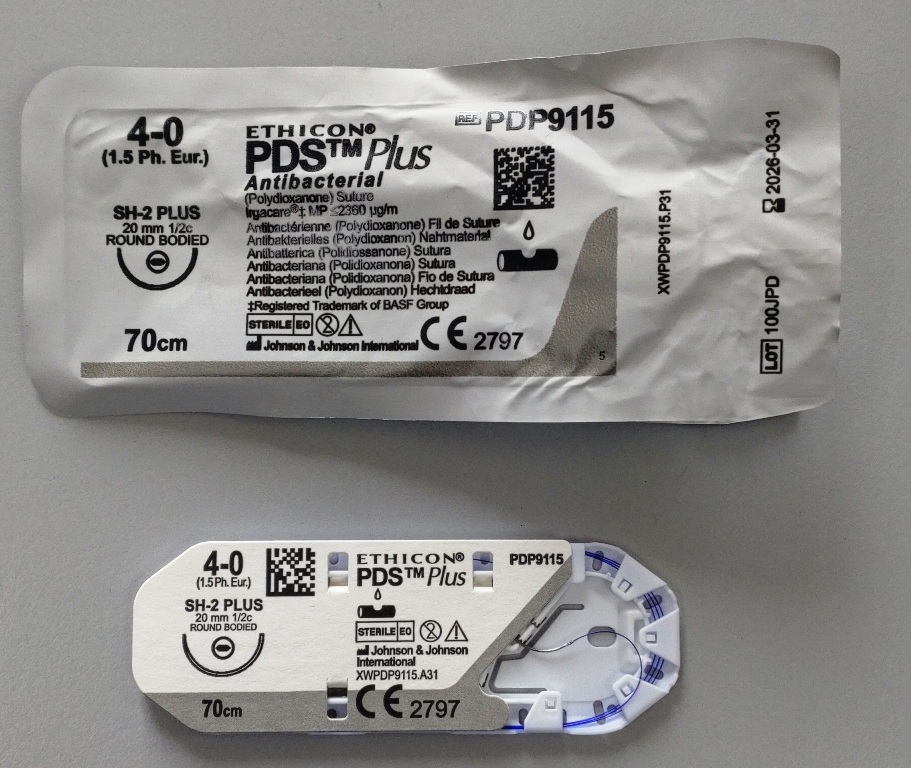 4-0
(1.5 Ph. Eur.)
SH-2 PLUS
20 mm 1/2c
ROUND BODIED
70cm
ETHICON®
PDS™ Plus
Antibacterial
(Polydioxanone) Suture
Irgacare®‡ MP ≤2360 µg/m
Antibactérienne (Polydioxanone) Fil de Suture
Antibakterielles (Polydioxanon) Nahtmaterial
Antibatterica (Polidiossanone) Sutura
Antibacteriana (Polidioxanona) Sutura
Antibacteriana (Polidioxanona) Fio de Sutura
Antibacterieel (Polydioxanon) Hechtdraad
‡Registered Trademark of BASF Group
STERILE EO
Johnson & Johnson International
CE 2797
REF PDP9115
5
XWPDP9115.P31
2026-03-31
LOT 100JPD
4-0
(1.5 Ph. Eur.)
SH-2 PLUS
20 mm 1/2c
ROUND BODIED
70cm
ETHICON®
PDS™ Plus
STERILE EO
Johnson & Johnson
International
XWPDP9115.A31
CE 2797
PDP9115